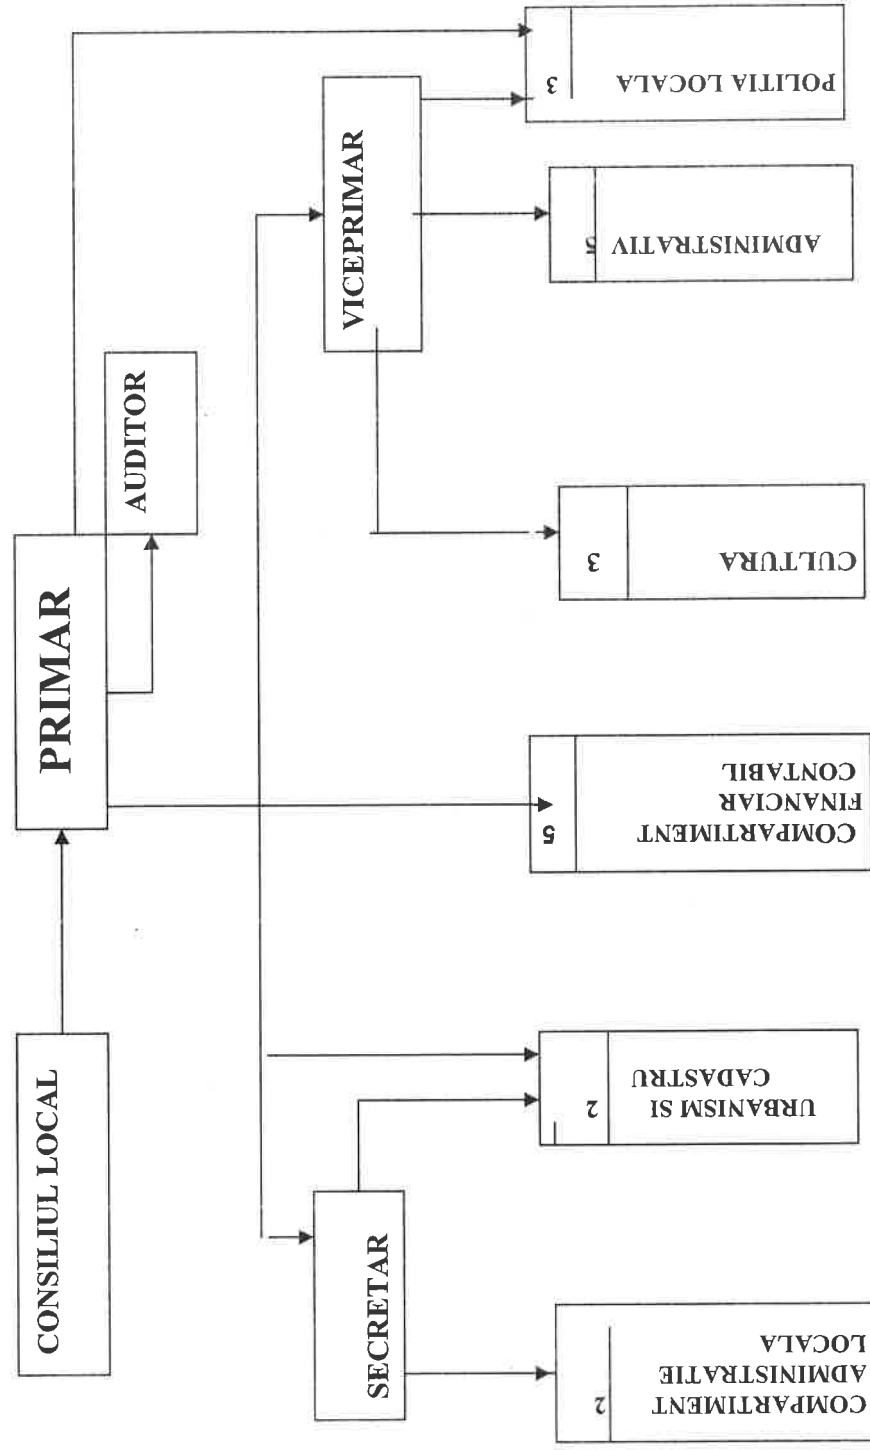 CONSILIUL LOCAL
PRIMAR
AUDITOR
SECRETAR
VICEPRIMAR
2
COMPARTIMENT
ADMINISTRATIE
LOCALA
2
URBANISM SI
CADASTRU
5
COMPARTIMENT
FINANCIAR
CONTABIL
3
CULTURA
5
ADMINISTRATIV
3
POLITIA LOCALA